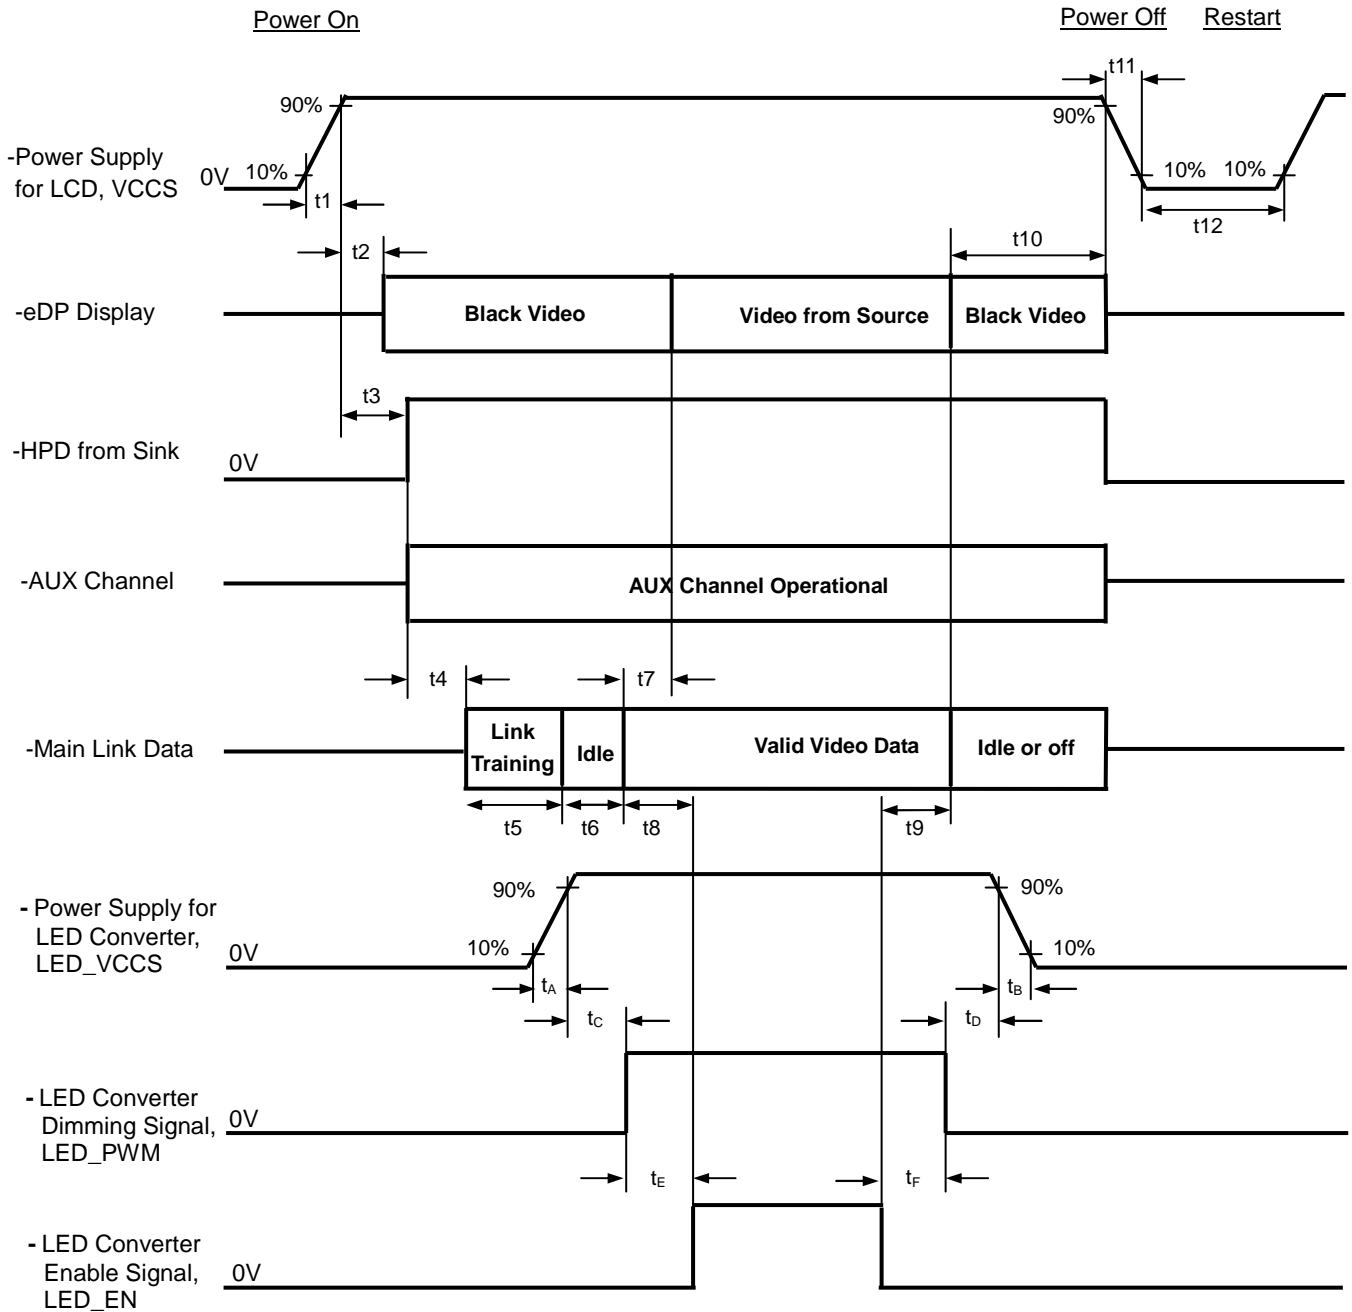 Power On
Power Off
Restart
t11
90%
90%
-Power Supply
for LCD, VCCS
0V
10%
10%
10%
t1
t12
t2
t10
-eDP Display
Black Video
Video from Source
Black Video
t3
-HPD from Sink
0V
-AUX Channel
AUX Channel Operational
t4
t7
-Main Link Data
Link
Training
Idle
Valid Video Data
Idle or off
t5
t6
t8
t9
90%
90%
- Power Supply for
LED Converter,
LED_VCCS
0V
10%
10%
tA
tB
tC
tD
- LED Converter
Dimming Signal,
LED_PWM
0V
tE
tF
- LED Converter
Enable Signal,
LED_EN
0V